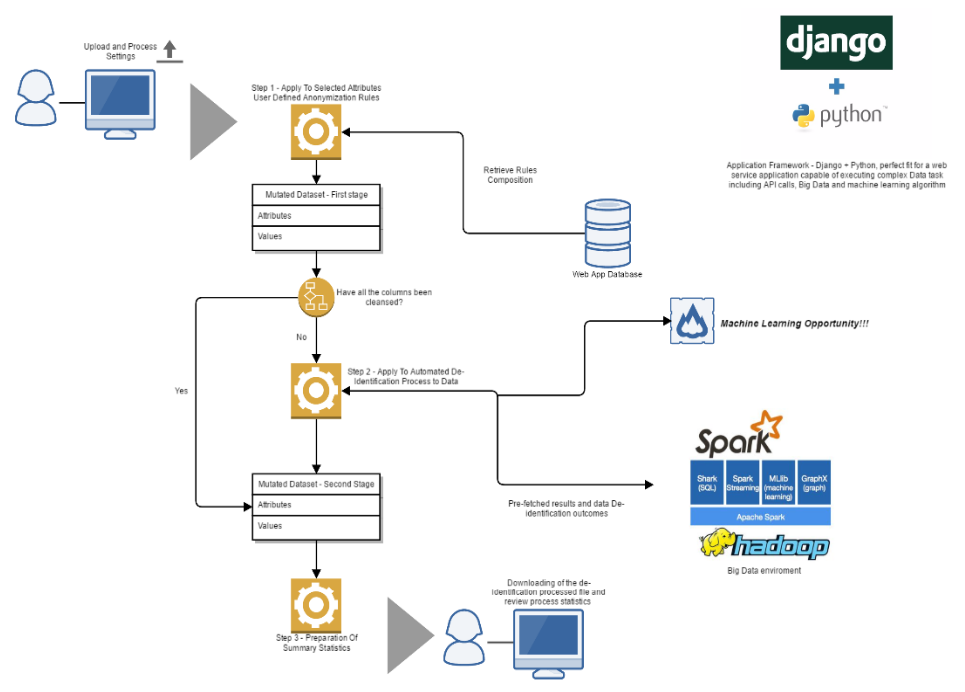 Upload and Process
Settings
django
python™
Step 1 - Apply To Selected Attributes
User Defined Anonymization Rules
Application Framework - Django + Python, perfect fit for a web
service application capable of executing complex Data task
including API calls, Big Data and machine learning algorithm
Retrieve Rules
Composition
Mutated Dataset - First stage
Attributes
Values
Web App Database
Have all the columns been
cleansed?
No
Machine Learning Opportunity!!!
Step 2 - Apply To Automated De-
Identification Process to Data
Yes
Spark
Shark
(SQL)
Spark
Streaming
MLlib
(machine
learning)
GraphX
(graph)
Apache Spark
hadoop
Big Data enviroment
Mutated Dataset - Second Stage
Attributes
Values
Pre-fetched results and data De-
identification outcomes
Downloading of the de-
identification processed file and
review process statistics
Step 3 - Preparation Of
Summary Statistics